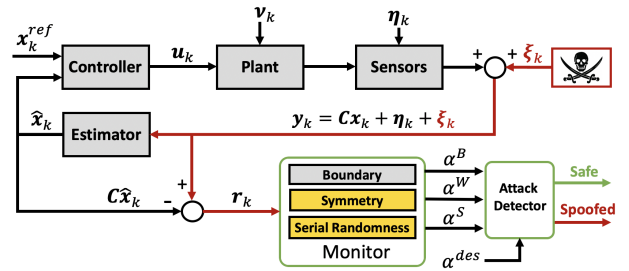 x_k^{ref}
ν_k
η_k
Controller
u_k
Plant
Sensors
+
+
ξ_k
x̂_k
Estimator
y_k = Cx_k + η_k + ξ_k
+
-
Cx̂_k
r_k
Boundary
Symmetry
Serial Randomness
Monitor
α^B
α^W
α^S
α^{des}
Attack
Detector
Safe
Spoofed